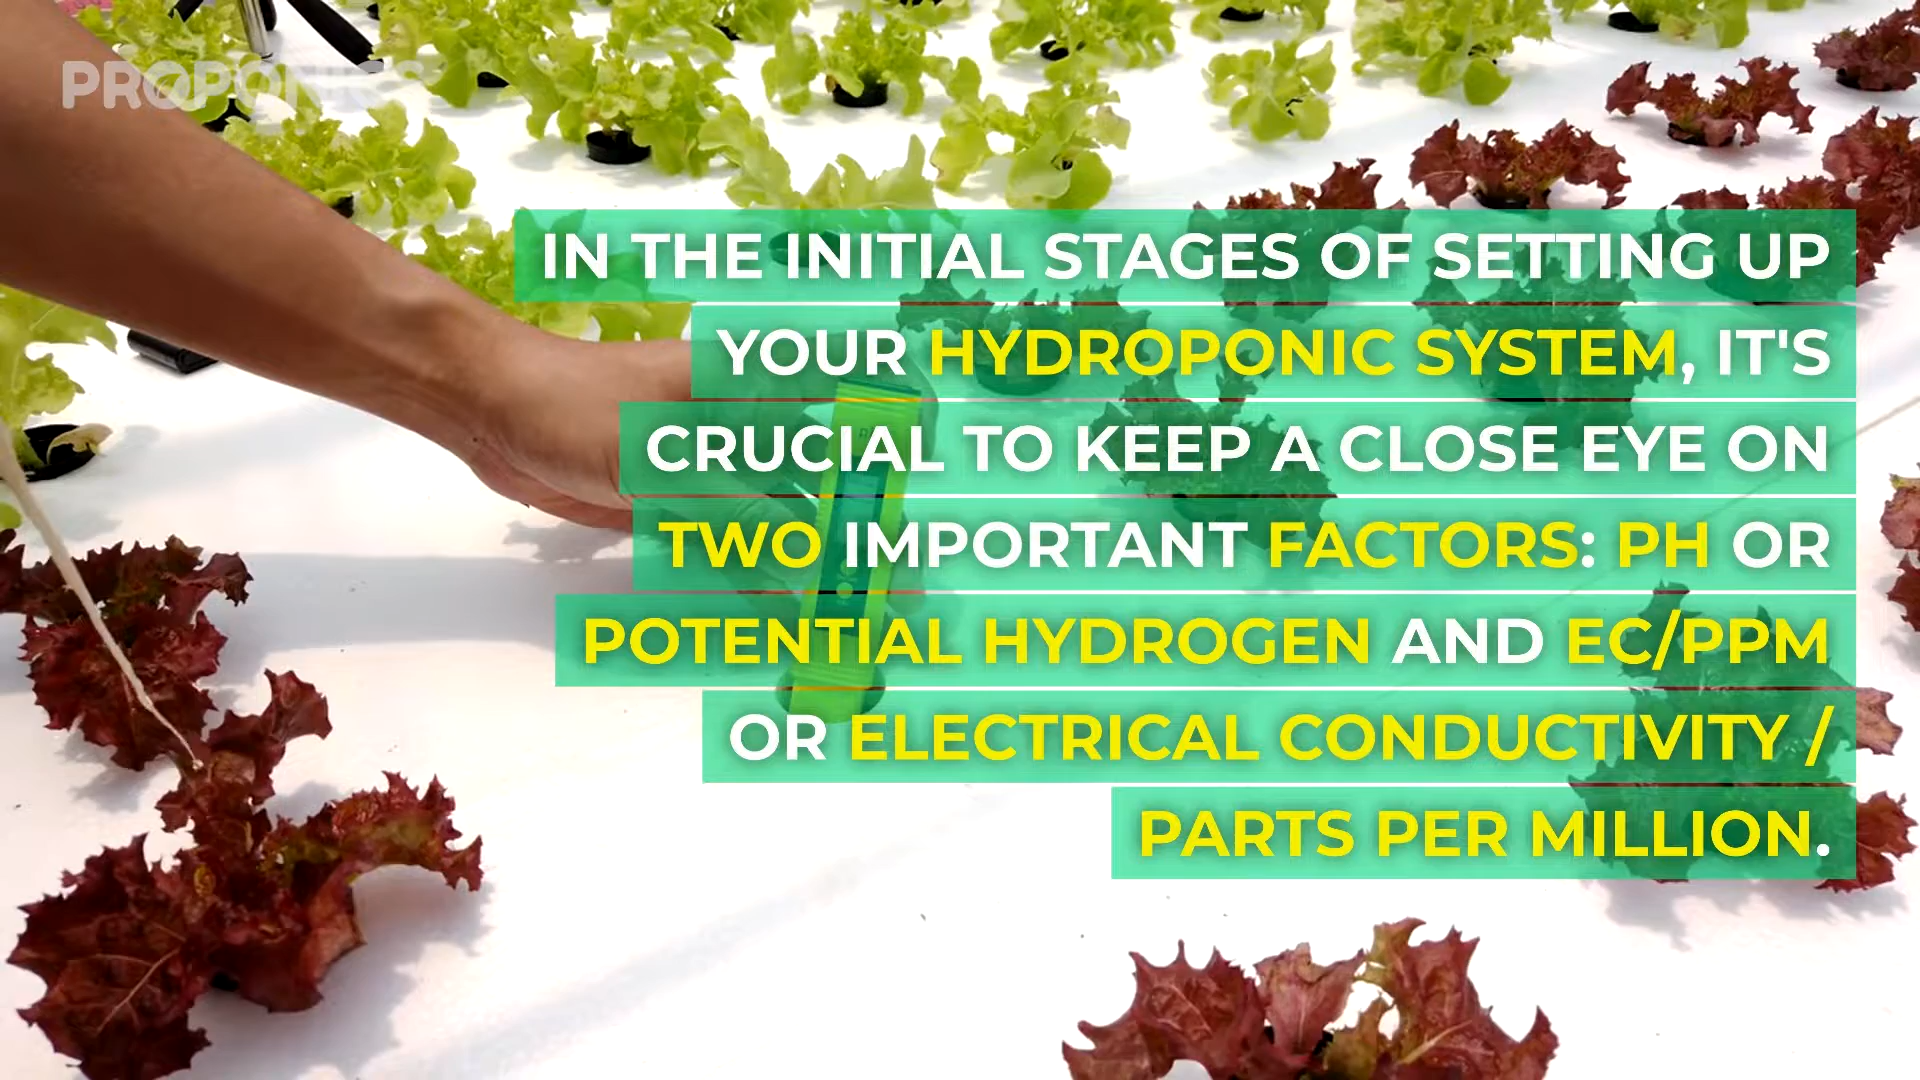 PROPONICS
IN THE INITIAL STAGES OF SETTING UP
YOUR HYDROPONIC SYSTEM, IT'S
CRUCIAL TO KEEP A CLOSE EYE ON
TWO IMPORTANT FACTORS: PH OR
POTENTIAL HYDROGEN AND EC/PPM
OR ELECTRICAL CONDUCTIVITY /
PARTS PER MILLION.